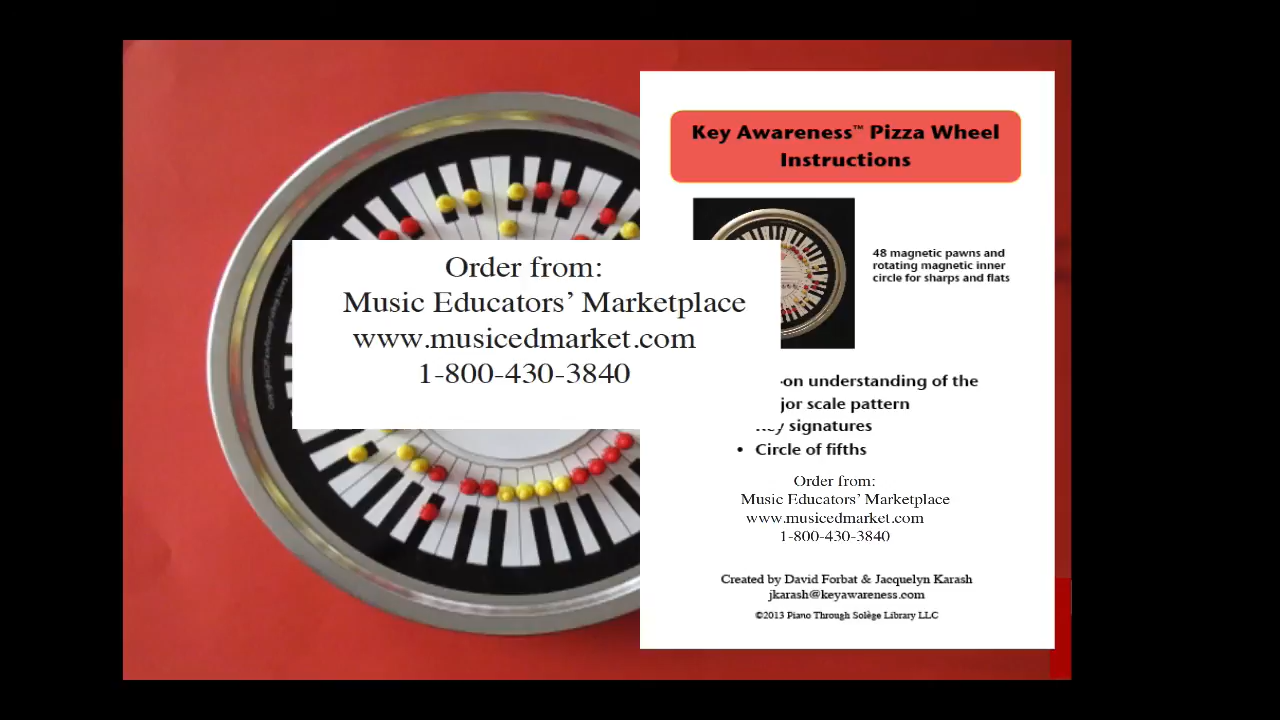 Key Awareness™ Pizza Wheel
Instructions
48 magnetic pawns and
rotating magnetic inner
circle for sharps and flats
Order from:
Music Educators’ Marketplace
www.musicedmarket.com
1-800-430-3840
on understanding of the
scale pattern
signatures
• Circle of fifths
Order from:
Music Educators’ Marketplace
www.musicedmarket.com
1-800-430-3840
Created by David Forbat & Jacquelyn Karash
jkarash@keyawareness.com
©2013 Piano Through Solège Library LLC